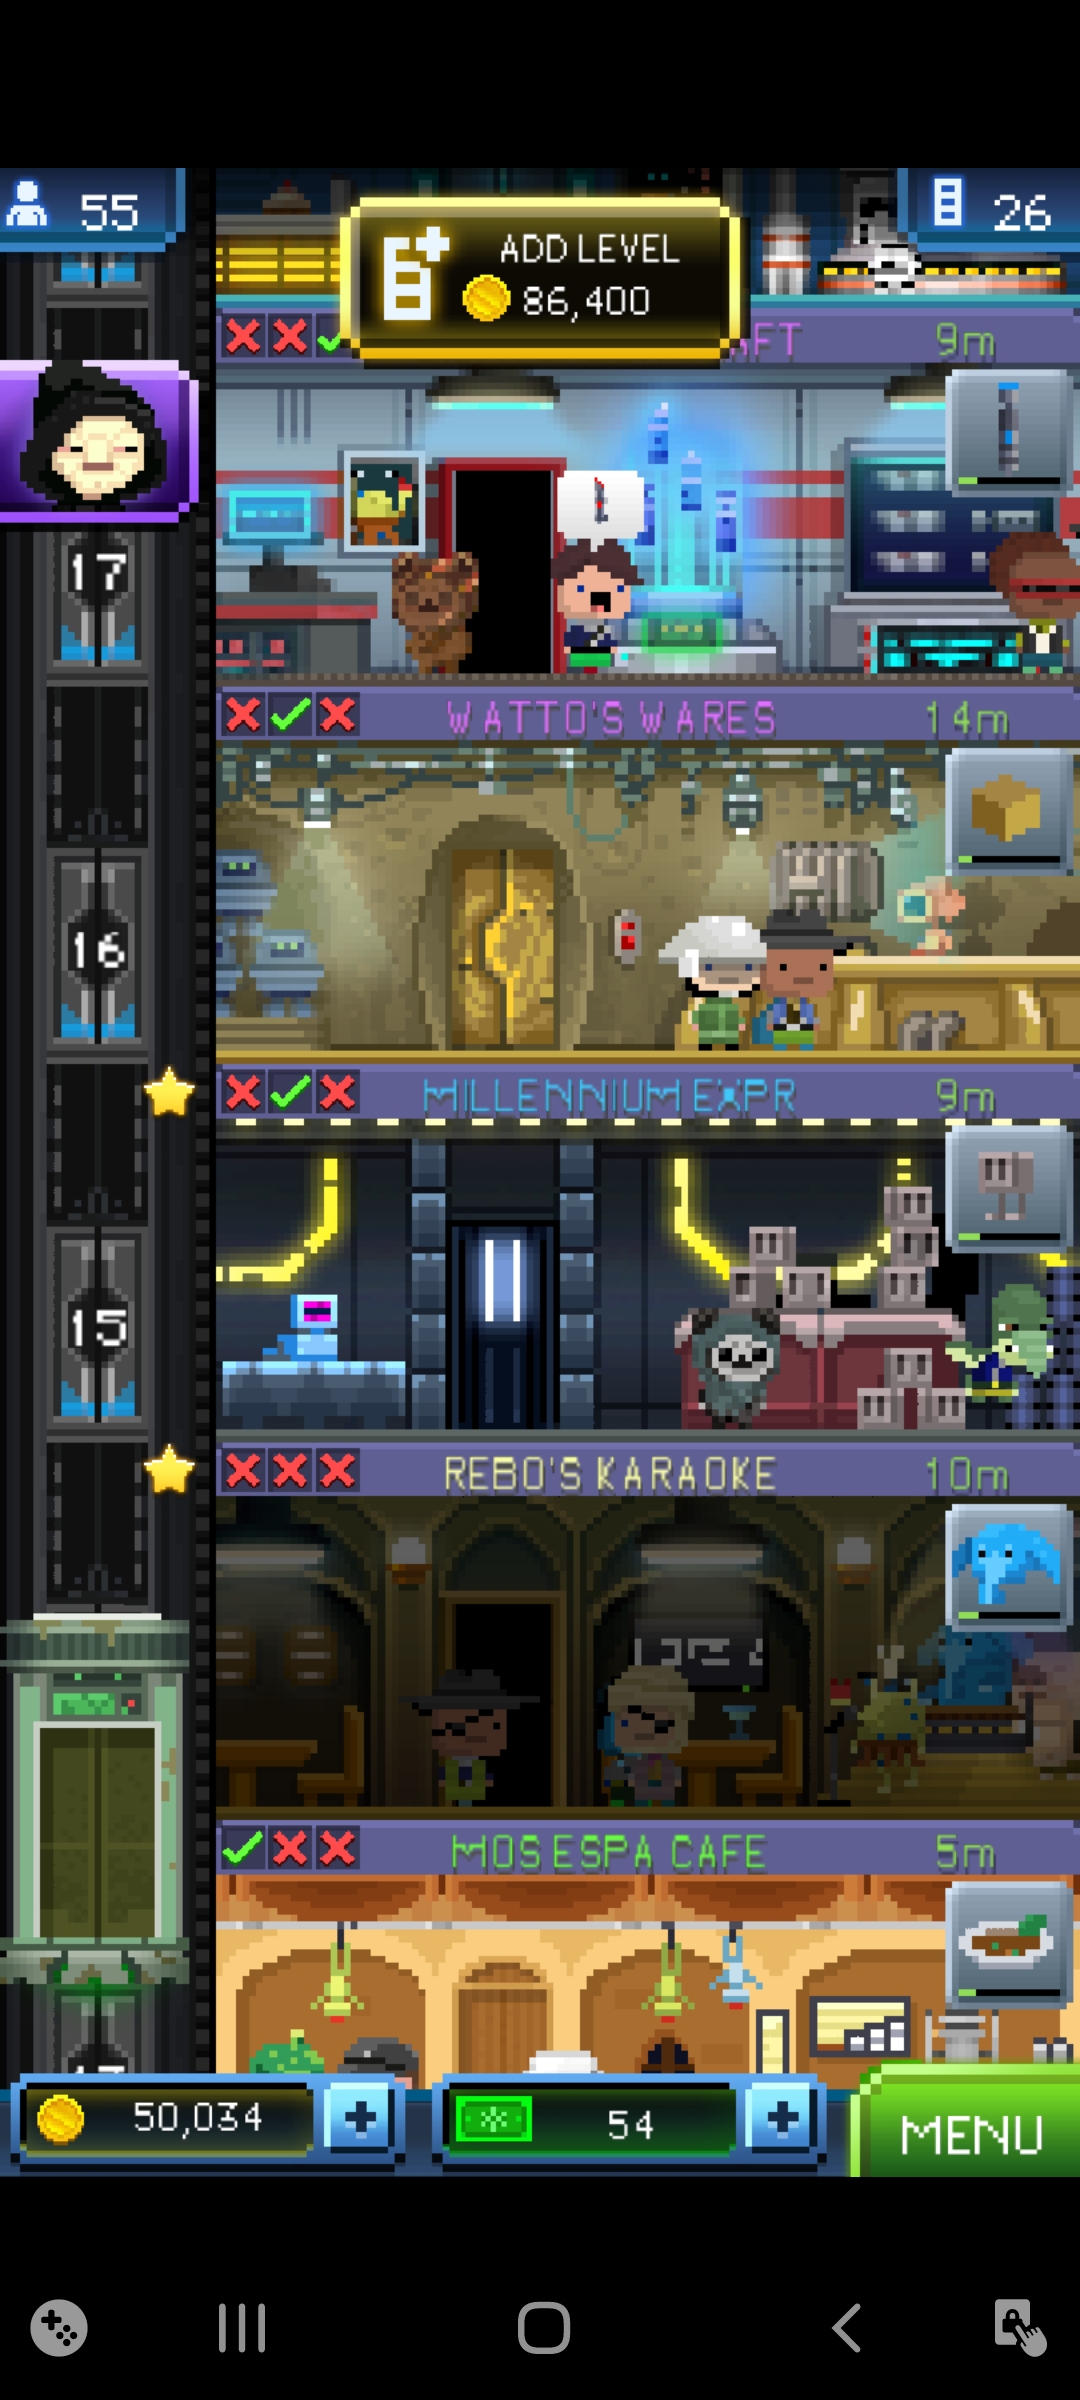 55
ADD LEVEL
86,400
26
9m
17
WATTO'S WARES
14m
16
MILLENNIUM EXPR
9m
15
REBO'S KARAOKE
10m
MOS ESPA CAFE
5m
50,034
54
MENU